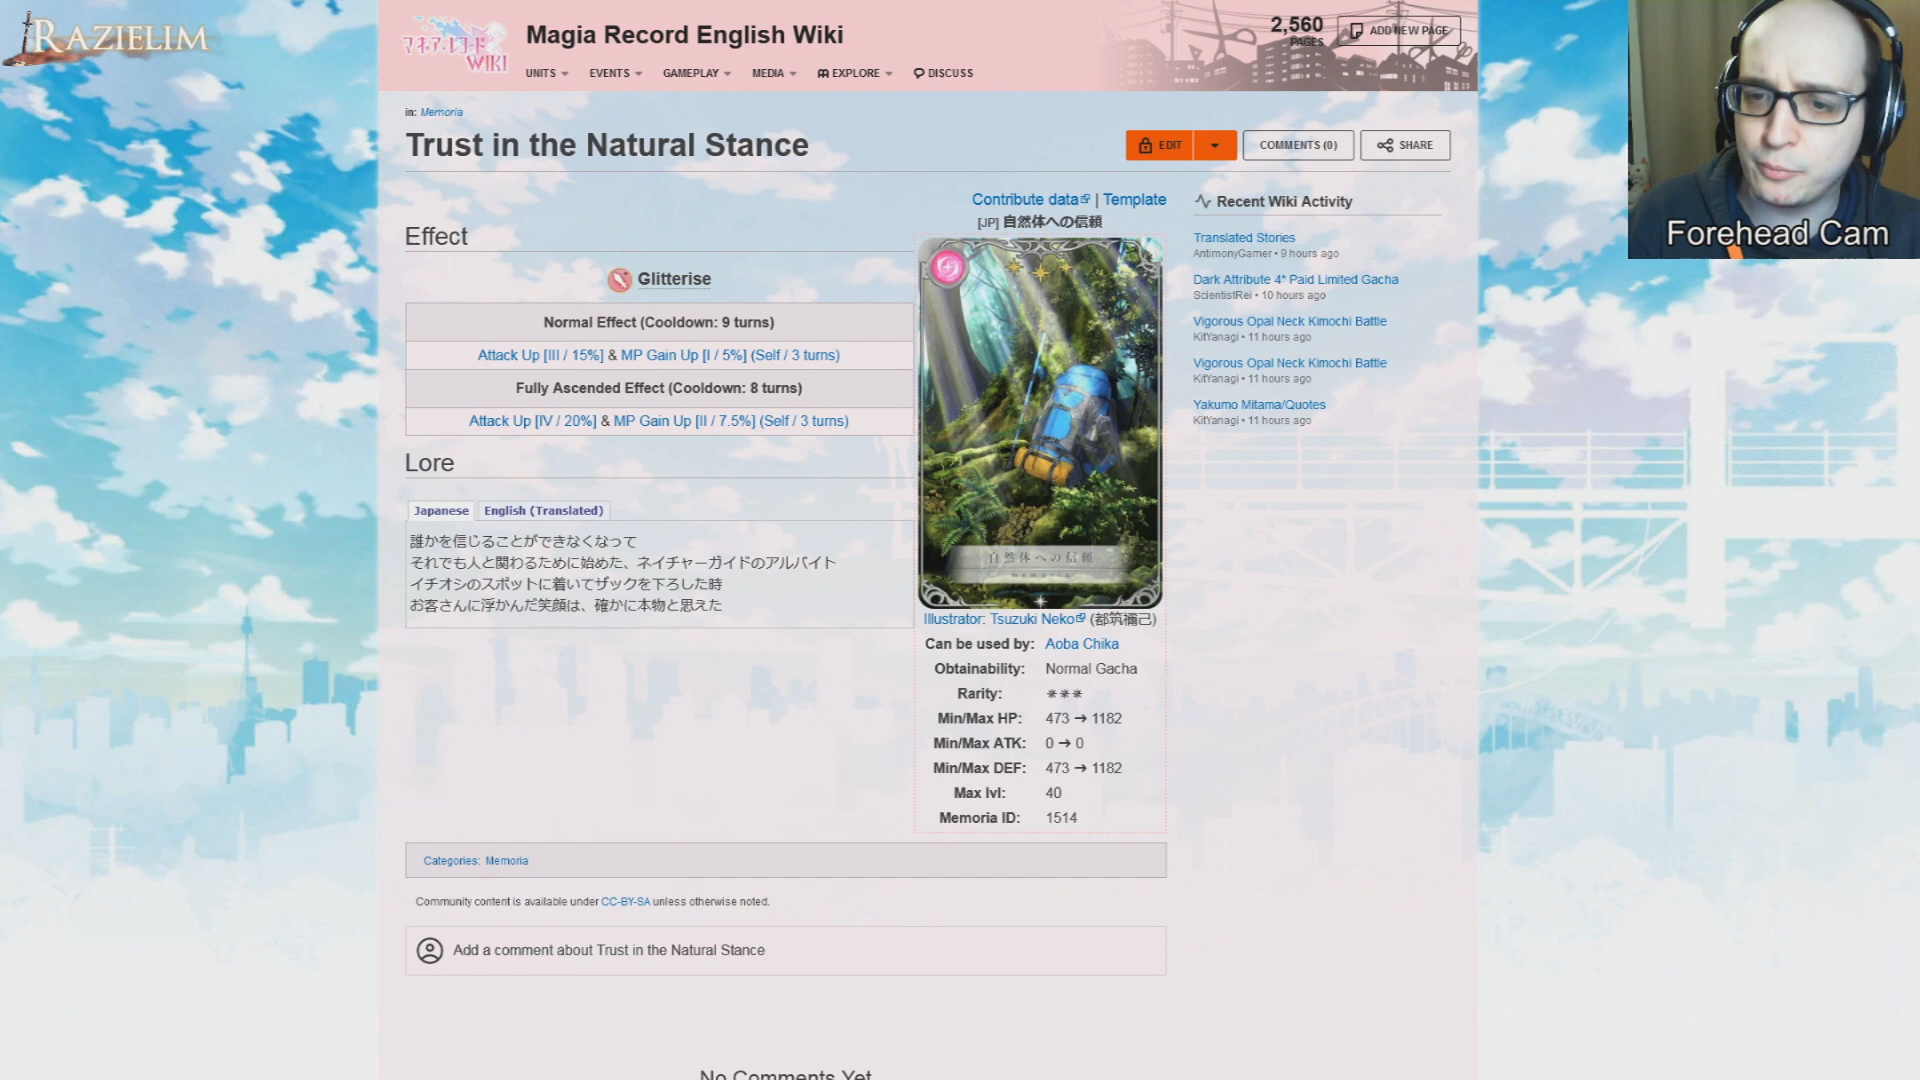 RAZIELIM
マギアレコード
WIKI
Magia Record English Wiki
2,560
PAGES
ADD NEW PAGE
UNITS
EVENTS
GAMEPLAY
MEDIA
EXPLORE
DISCUSS
Forehead Cam
in: Memoria
Trust in the Natural Stance
EDIT
COMMENTS (0)
SHARE
Contribute data | Template
[JP] 自然体への信頼
Effect
Glitterise
Normal Effect (Cooldown: 9 turns)
Attack Up [III / 15%] & MP Gain Up [I / 5%] (Self / 3 turns)
Fully Ascended Effect (Cooldown: 8 turns)
Attack Up [IV / 20%] & MP Gain Up [II / 7.5%] (Self / 3 turns)
Lore
Japanese
English (Translated)
誰かを信じることができなくなって
それでも人と関わるために始めた、ネイチャーガイドのアルバイト
イチオシのスポットに着いてザックを下ろした時
お客さんに浮かんだ笑顔は、確かに本物と思えた
自然体への信頼
Illustrator: Tsuzuki Neko (都筑禰己)
Can be used by: Aoba Chika
Obtainability: Normal Gacha
Rarity: ✴✴✴
Min/Max HP: 473 → 1182
Min/Max ATK: 0 → 0
Min/Max DEF: 473 → 1182
Max lvl: 40
Memoria ID: 1514
Recent Wiki Activity
Translated Stories
AntimonyGamer • 9 hours ago
Dark Attribute 4* Paid Limited Gacha
ScientistRei • 10 hours ago
Vigorous Opal Neck Kimochi Battle
KitYanagi • 11 hours ago
Vigorous Opal Neck Kimochi Battle
KitYanagi • 11 hours ago
Yakumo Mitama/Quotes
KitYanagi • 11 hours ago
Categories: Memoria
Community content is available under CC-BY-SA unless otherwise noted.
Add a comment about Trust in the Natural Stance
No Comments Yet